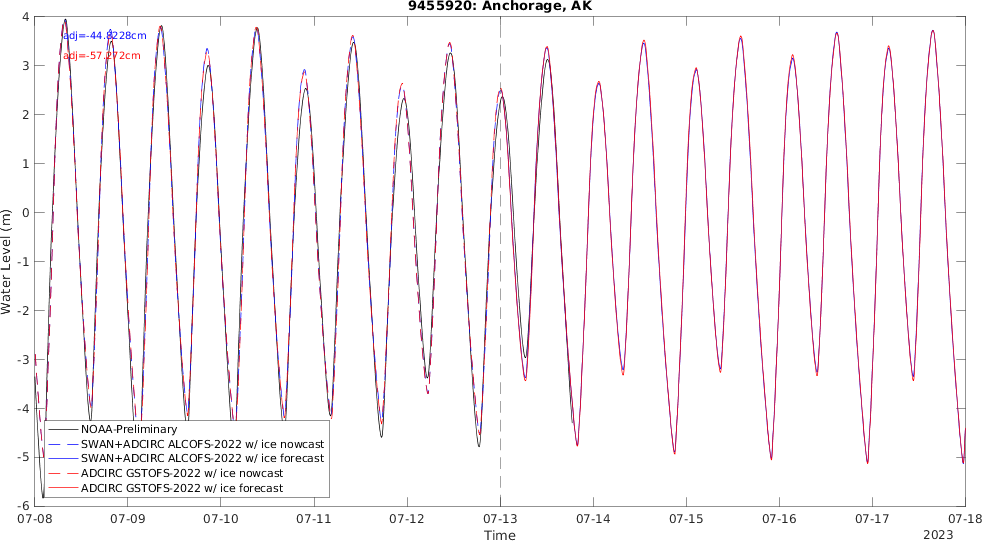 9455920: Anchorage, AK
adj=-44.8228cm
adj=-57.272cm
Water Level (m)
4
3
2
1
0
-1
-2
-3
-4
-5
-6
NOAA-Preliminary
SWAN+ADCIRC ALCOFS-2022 w/ ice nowcast
SWAN+ADCIRC ALCOFS-2022 w/ ice forecast
ADCIRC GSTOFS-2022 w/ ice nowcast
ADCIRC GSTOFS-2022 w/ ice forecast
07-08 07-09 07-10 07-11 07-12 07-13 07-14 07-15 07-16 07-17 07-18
Time
2023